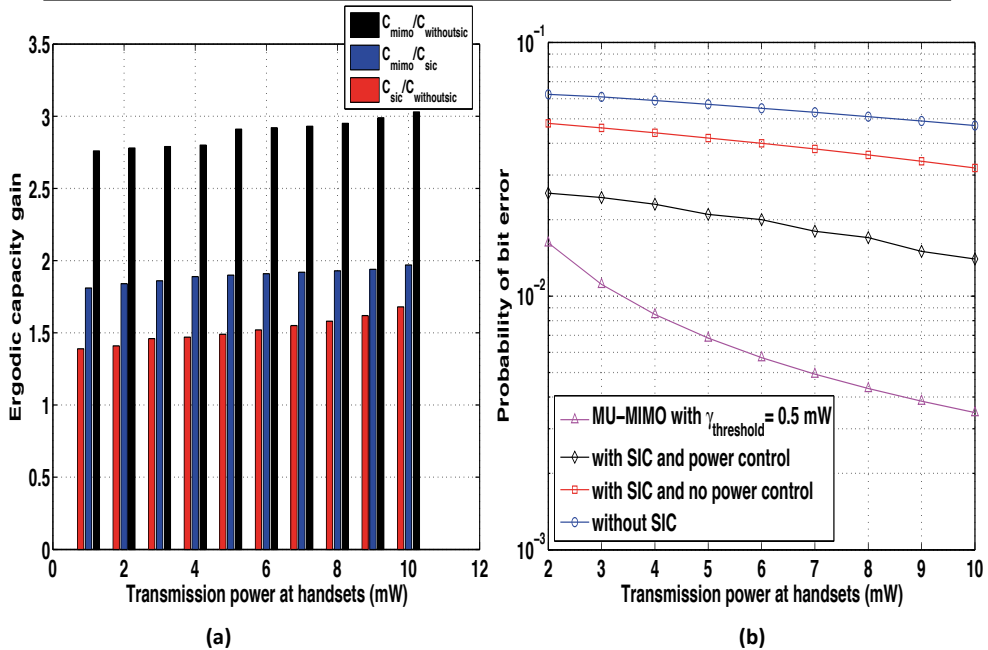 C_mimo/C_withoutsic
C_mimo/C_sic
C_sic/C_withoutsic
3.5
3
2.5
2
1.5
1
0.5
0
Ergodic capacity gain
0 2 4 6 8 10 12
Transmission power at handsets (mW)
(a)
10^-1
10^-2
10^-3
Probability of bit error
MU−MIMO with γ_threshold= 0.5 mW
with SIC and power control
with SIC and no power control
without SIC
2 3 4 5 6 7 8 9 10
Transmission power at handsets (mW)
(b)